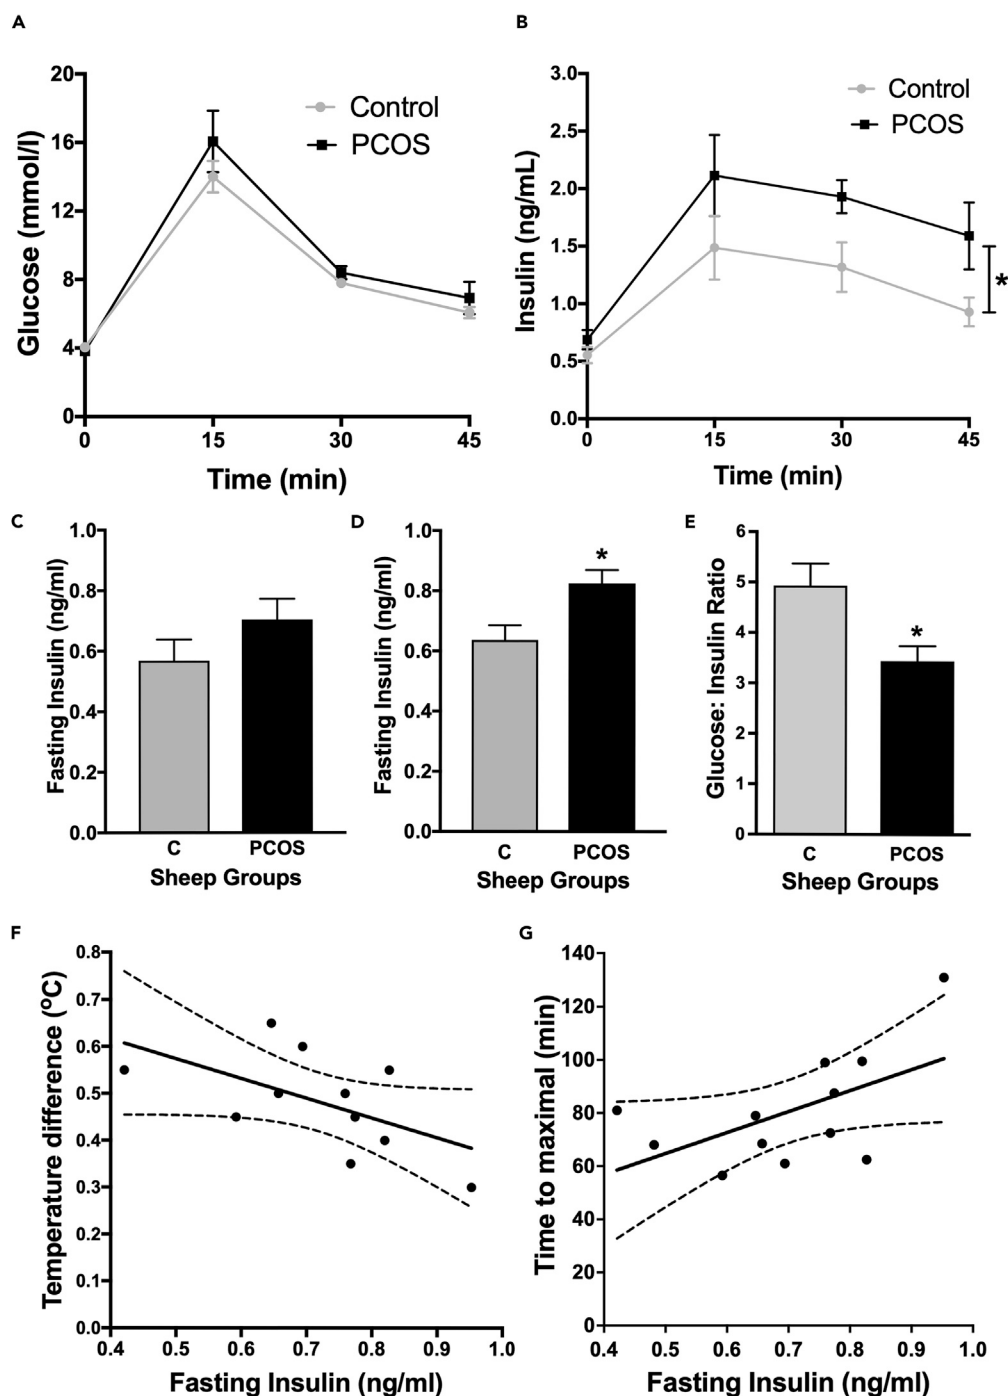 A
20
16
12
8
4
0
Glucose (mmol/l)
Control
PCOS
0 15 30 45
Time (min)
B
3.0
2.5
2.0
1.5
1.0
0.5
0.0
Insulin (ng/mL)
Control
PCOS
*
0 15 30 45
Time (min)
C
1.0
0.8
0.6
0.4
0.2
0.0
Fasting Insulin (ng/ml)
C PCOS
Sheep Groups
D
1.0
0.8
0.6
0.4
0.2
0.0
Fasting Insulin (ng/ml)
*
C PCOS
Sheep Groups
E
6
5
4
3
2
1
0
Glucose: Insulin Ratio
*
C PCOS
Sheep Groups
F
0.8
0.7
0.6
0.5
0.4
0.3
0.2
0.1
0.0
Temperature difference (ºC)
0.4 0.5 0.6 0.7 0.8 0.9 1.0
Fasting Insulin (ng/ml)
G
140
120
100
80
60
40
20
0
Time to maximal (min)
0.4 0.5 0.6 0.7 0.8 0.9 1.0
Fasting Insulin (ng/ml)